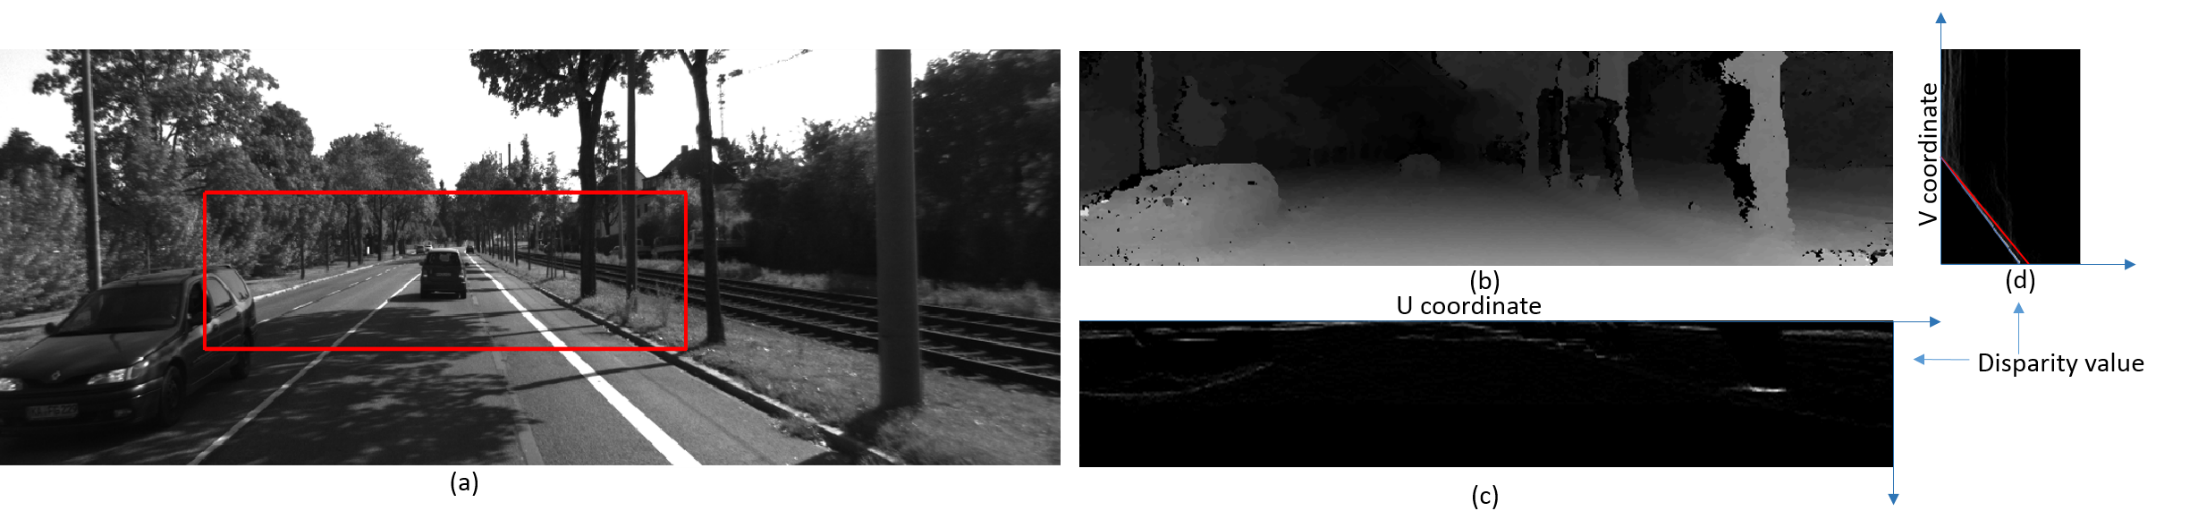 (a)
(b)
U coordinate
(c)
V coordinate
(d)
Disparity value